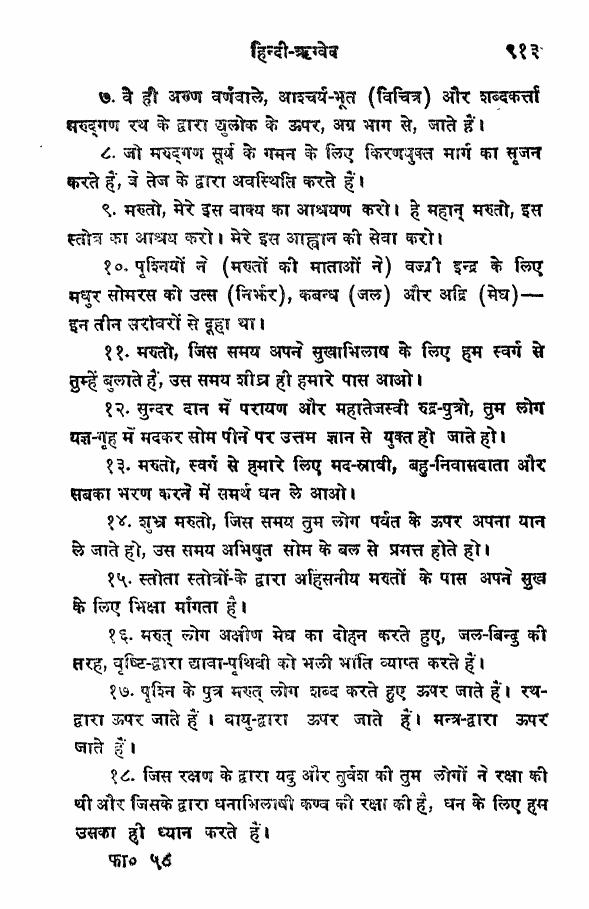 हिन्दी-ऋग्वेद ९१३
७. वे ही अरुण वर्णवाले, आश्चर्य-भूत (विचित्र) और शब्दकर्त्ता
मरुद्गण रथ के द्वारा द्युलोक के ऊपर, अग्र भाग से, जाते हैं।
८. जो मरुद्गण सूर्य के गमन के लिए किरणयुक्त मार्ग का सृजन
करते हैं, वे तेज के द्वारा अवस्थिति करते हैं।
९. मरुतो, मेरे इस वाक्य का आश्रयण करो। हे महान् मरुतो, इस
स्तोत्र का आश्रय करो। मेरे इस आह्वान की सेवा करो।
१०. पृश्नियों ने (मरुतों की माताओं ने) वज्री इन्द्र के लिए
मधुर सोमरस को उत्स (निर्झर), कबन्ध (जल) और अद्रि (मेघ)—
इन तीन सरोवरों से दूहा था।
११. मरुतो, जिस समय अपने सुखाभिलाष के लिए हम स्वर्ग से
तुम्हें बुलाते हैं, उस समय शीघ्र ही हमारे पास आओ।
१२. सुन्दर दान में परायण और महातेजस्वी रुद्र-पुत्रो, तुम लोग
यज्ञ-गृह में मदकर सोम पीने पर उत्तम ज्ञान से युक्त हो जाते हो।
१३. मरुतो, स्वर्ग से हमारे लिए मद-स्रावी, बहु-निवासदाता और
सबका भरण करने में समर्थ धन ले आओ।
१४. शुभ्र मरुतो, जिस समय तुम लोग पर्वत के ऊपर अपना यान
ले जाते हो, उस समय अभिषुत सोम के बल से प्रमत्त होते हो।
१५. स्तोता स्तोत्रों-के द्वारा अहिंसनीय मरुतों के पास अपने सुख
के लिए भिक्षा माँगता है।
१६. मरुत् लोग अक्षीण मेघ का दोहन करते हुए, जल-बिन्दु की
तरह, वृष्टि-द्वारा द्यावा-पृथिवी को भली भाँति व्याप्त करते हैं।
१७. पृश्नि के पुत्र मरुत् लोग शब्द करते हुए ऊपर जाते हैं। रथ-
द्वारा ऊपर जाते हैं। वायु-द्वारा ऊपर जाते हैं। मन्त्र-द्वारा ऊपर
जाते हैं।
१८. जिस रक्षण के द्वारा यदु और तुर्वश की तुम लोगों ने रक्षा की
थी और जिसके द्वारा धनाभिलाषी कण्व की रक्षा की है, धन के लिए हम
उसका ही ध्यान करते हैं।
फा० ५८